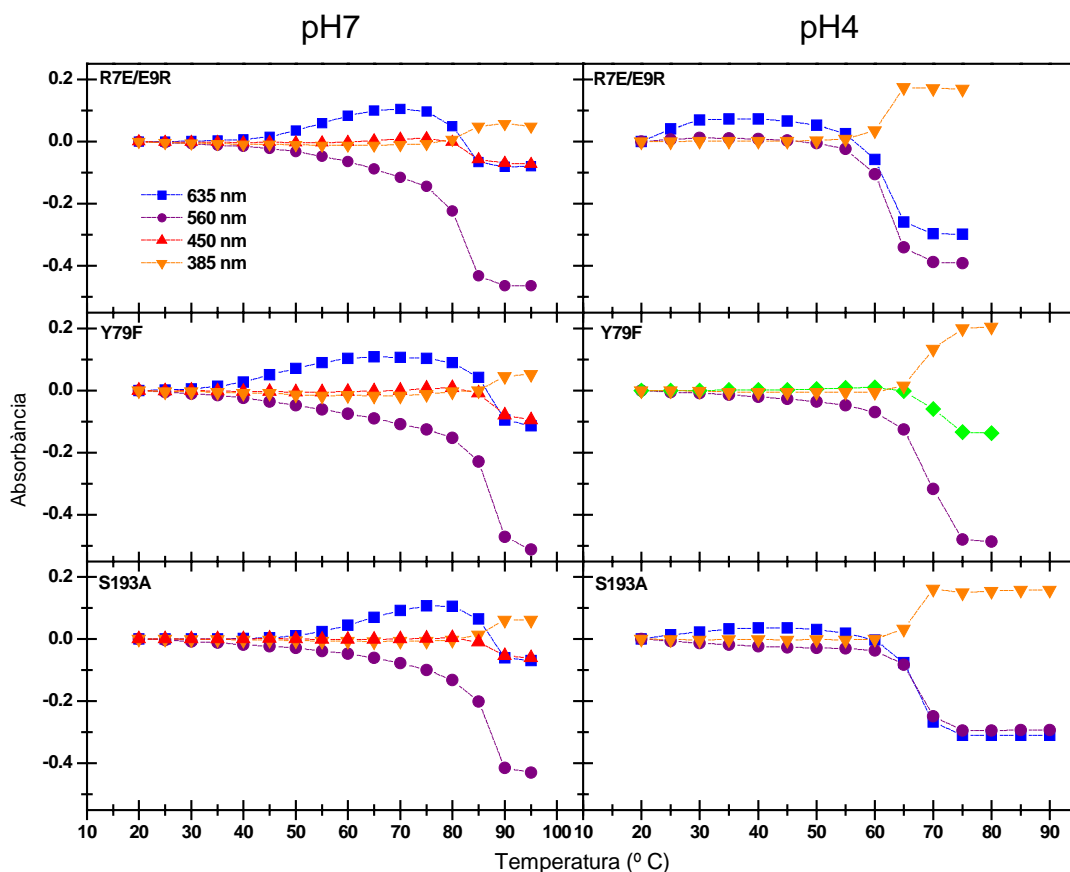 pH7 pH4
R7E/E9R R7E/E9R
0.2
0.0
-0.2
-0.4
635 nm
560 nm
450 nm
385 nm
Y79F Y79F
0.2
0.0
-0.2
-0.4
Absorbància
S193A S193A
0.2
0.0
-0.2
-0.4
10 20 30 40 50 60 70 80 90 100 10 20 30 40 50 60 70 80 90
Temperatura (º C)